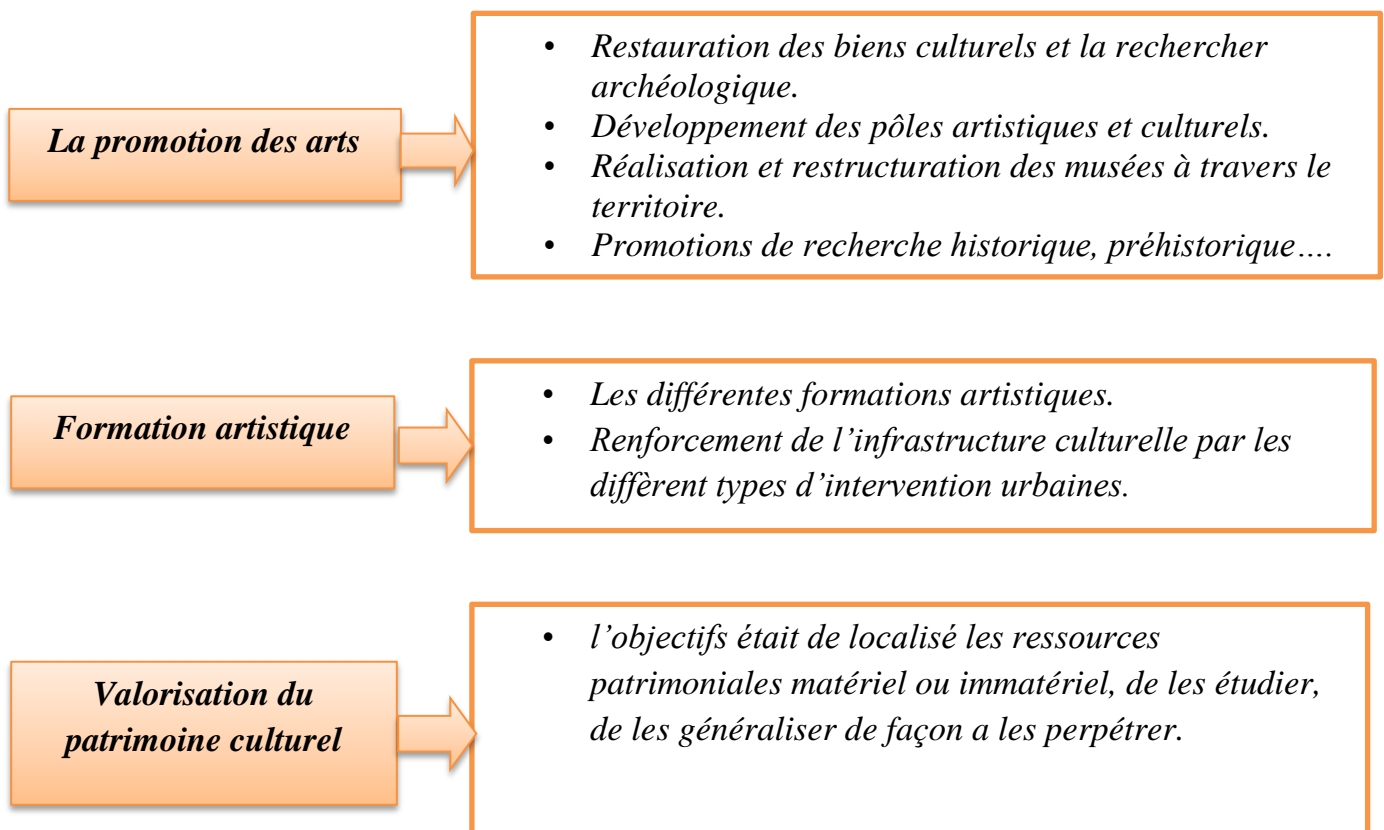 La promotion des arts
• Restauration des biens culturels et la rechercher
archéologique.
• Développement des pôles artistiques et culturels.
• Réalisation et restructuration des musées à travers le
territoire.
• Promotions de recherche historique, préhistorique….
Formation artistique
• Les différentes formations artistiques.
• Renforcement de l’infrastructure culturelle par les
diffèrent types d’intervention urbaines.
Valorisation du
patrimoine culturel
• l’objectifs était de localisé les ressources
patrimoniales matériel ou immatériel, de les étudier,
de les généraliser de façon a les perpétrer.